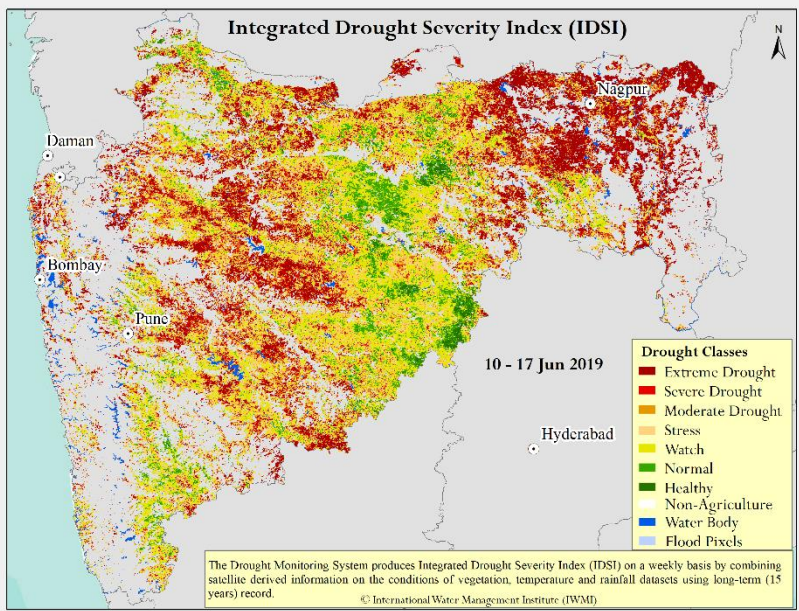 Integrated Drought Severity Index (IDSI)
N
Nagpur
Daman
Bombay
Pune
10 - 17 Jun 2019
Hyderabad
Drought Classes
Extreme Drought
Severe Drought
Moderate Drought
Stress
Watch
Normal
Healthy
Non-Agriculture
Water Body
Flood Pixels
The Drought Monitoring System produces Integrated Drought Severity Index (IDSI) on a weekly basis by combining
satellite derived information on the conditions of vegetation, temperature and rainfall datasets using long-term (15
years) record.
© International Water Management Institute (IWMI)